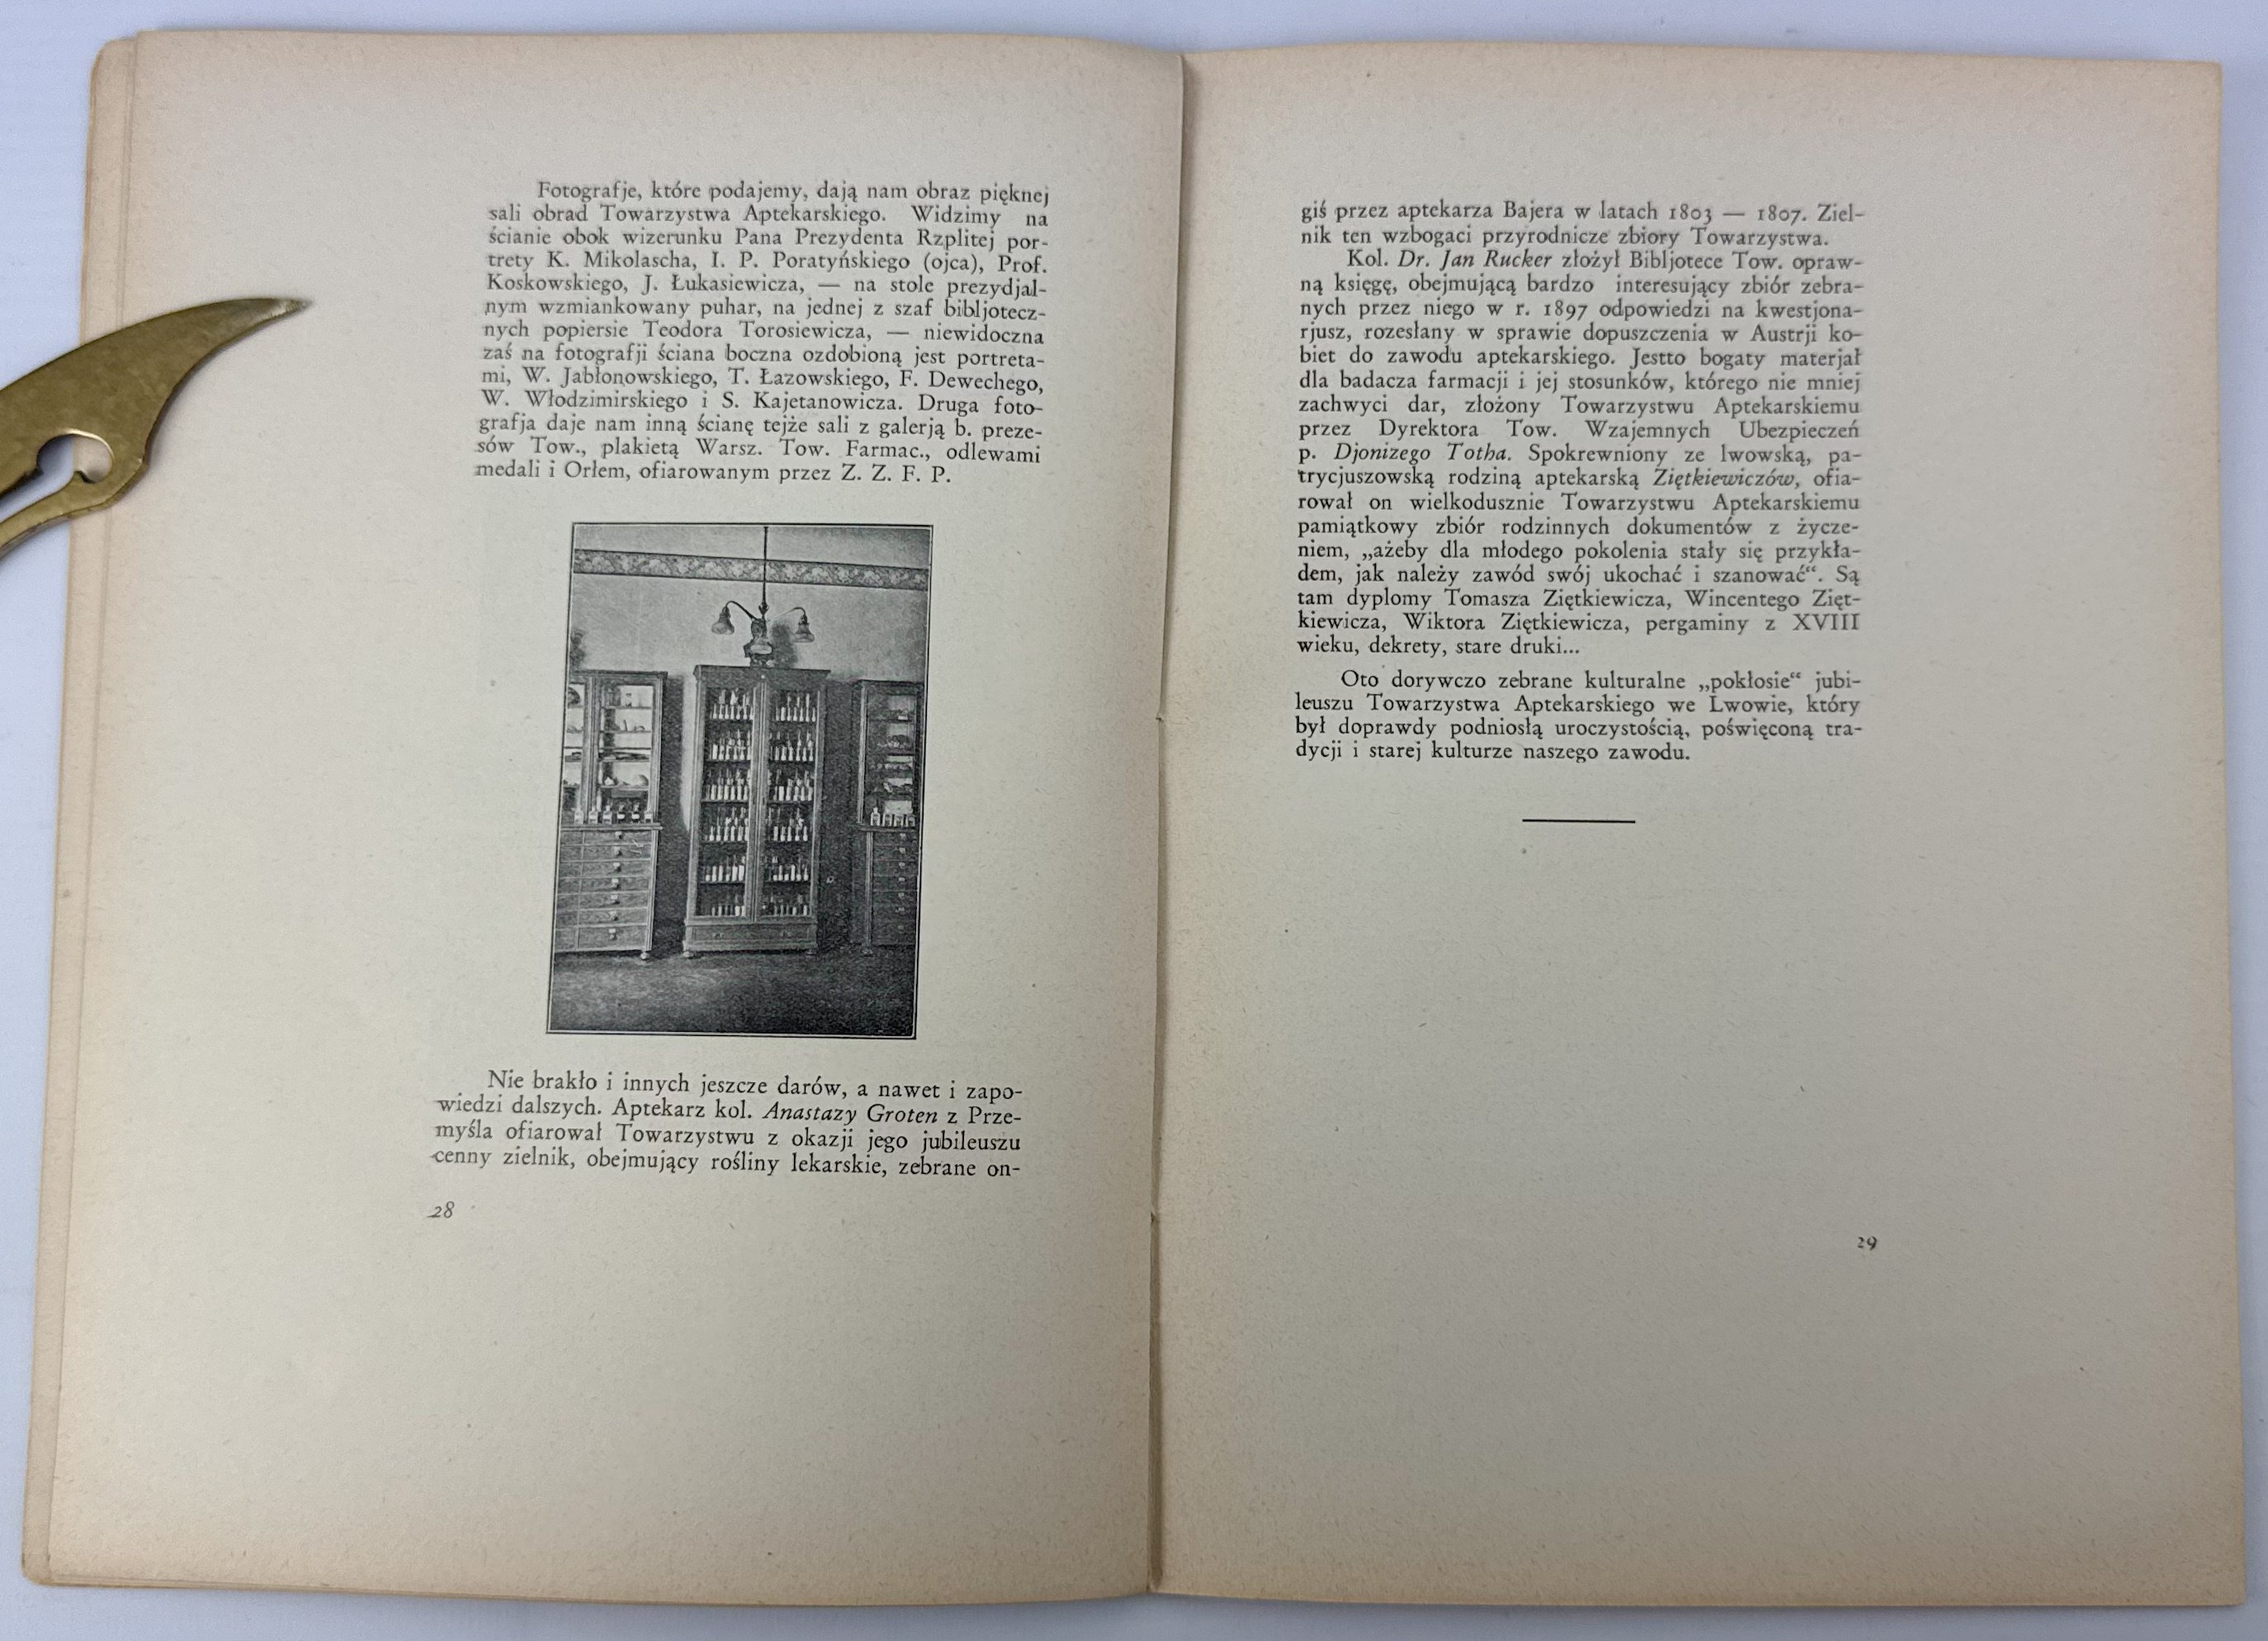 Fotografje, które podajemy, dają nam obraz pięknej
sali obrad Towarzystwa Aptekarskiego. Widzimy na
ścianie obok wizerunku Pana Prezydenta Rzplitej por-
trety K. Mikolascha, I. P. Poratyńskiego (ojca), Prof.
Koskowskiego, J. Łukasiewicza, — na stole prezydjal-
nym wzmiankowany puhar, na jednej z szaf bibljotecz-
nych popiersie Teodora Torosiewicza, — niewidoczna
zaś na fotografji ściana boczna ozdobioną jest portreta-
mi, W. Jabłonowskiego, T. Łazowskiego, F. Dewechego,
W. Włodzimirskiego i S. Kajetanowicza. Druga foto-
grafja daje nam inną ścianę tejże sali z galerją b. preze-
sów Tow., plakietą Warsz. Tow. Farmac., odlewami
medali i Orłem, ofiarowanym przez Z. Z. F. P.
Nie brakło i innych jeszcze darów, a nawet i zapo-
wiedzi dalszych. Aptekarz kol. Anastazy Groten z Prze-
myśla ofiarował Towarzystwu z okazji jego jubileuszu
cenny zielnik, obejmujący rośliny lekarskie, zebrane on-
28
giś przez aptekarza Bajera w latach 1803 — 1807. Ziel-
nik ten wzbogaci przyrodnicze zbiory Towarzystwa.
Kol. Dr. Jan Rucker złożył Bibljotece Tow. opraw-
ną księgę, obejmującą bardzo interesujący zbiór zebra-
nych przez niego w r. 1897 odpowiedzi na kwestjona-
rjusz, rozesłany w sprawie dopuszczenia w Austrji ko-
biet do zawodu aptekarskiego. Jestto bogaty materjał
dla badacza farmacji i jej stosunków, którego nie mniej
zachwyci dar, złożony Towarzystwu Aptekarskiemu
przez Dyrektora Tow. Wzajemnych Ubezpieczeń
p. Djonizego Totha. Spokrewniony ze lwowską, pa-
trycjuszowską rodziną aptekarską Ziętkiewiczów, ofia-
rował on wielkodusznie Towarzystwu Aptekarskiemu
pamiątkowy zbiór rodzinnych dokumentów z życze-
niem, „ażeby dla młodego pokolenia stały się przykła-
dem, jak należy zawód swój ukochać i szanować“. Są
tam dyplomy Tomasza Ziętkiewicza, Wincentego Zięt-
kiewicza, Wiktora Ziętkiewicza, pergaminy z XVIII
wieku, dekrety, stare druki...
Oto dorywczo zebrane kulturalne „pokłosie“ jubi-
leuszu Towarzystwa Aptekarskiego we Lwowie, który
był doprawdy podniosłą uroczystością, poświęconą tra-
dycji i starej kulturze naszego zawodu.
29